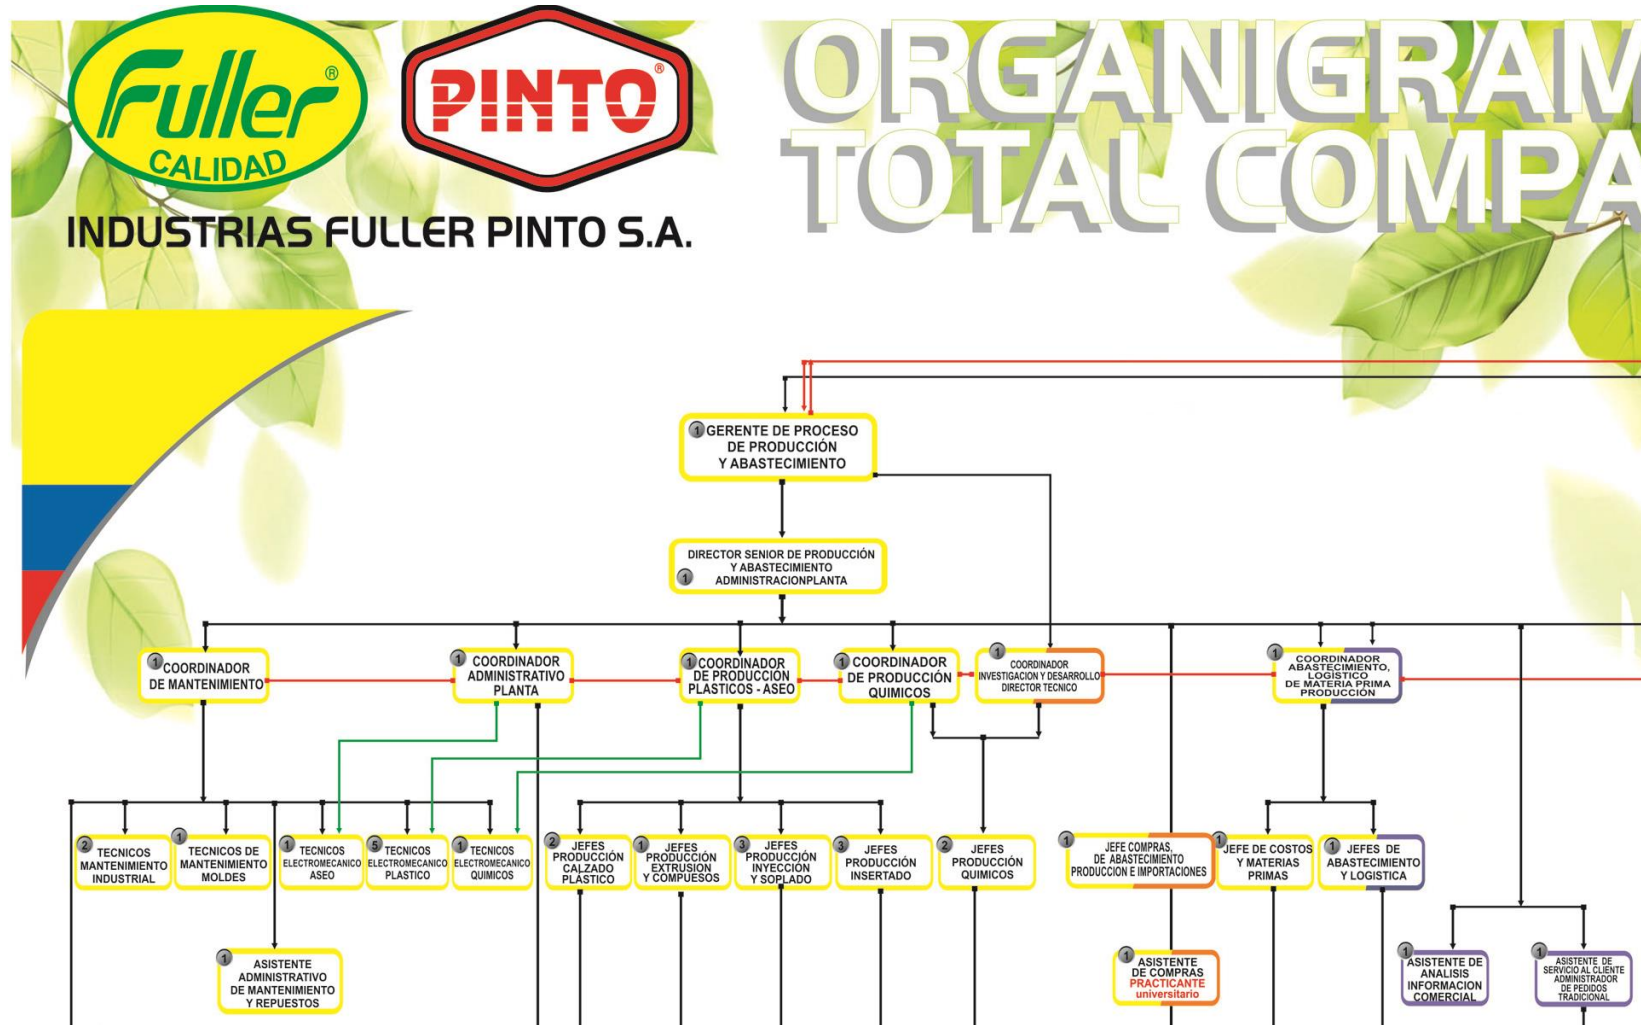 Fuller®
CALIDAD
PINTO®
INDUSTRIAS FULLER PINTO S.A.
ORGANIGRAM
TOTAL COMPA
1 GERENTE DE PROCESO
DE PRODUCCIÓN
Y ABASTECIMIENTO
DIRECTOR SENIOR DE PRODUCCIÓN
Y ABASTECIMIENTO
1 ADMINISTRACIONPLANTA
1 COORDINADOR
DE MANTENIMIENTO
1 COORDINADOR
ADMINISTRATIVO
PLANTA
1 COORDINADOR
DE PRODUCCIÓN
PLASTICOS - ASEO
1 COORDINADOR
DE PRODUCCIÓN
QUIMICOS
1 COORDINADOR
INVESTIGACION Y DESARROLLO
DIRECTOR TECNICO
1 COORDINADOR
ABASTECIMIENTO,
LOGÍSTICO
DE MATERIA PRIMA
PRODUCCIÓN
2 TECNICOS
MANTENIMIENTO
INDUSTRIAL
1 TECNICOS DE
MANTENIMIENTO
MOLDES
1 TECNICOS
ELECTROMECANICO
ASEO
5 TECNICOS
ELECTROMECANICO
PLASTICO
1 TECNICOS
ELECTROMECANICO
QUIMICOS
2 JEFES
PRODUCCIÓN
CALZADO
PLÁSTICO
1 JEFES
PRODUCCIÓN
EXTRUSION
Y COMPUESOS
3 JEFES
PRODUCCIÓN
INYECCIÓN
Y SOPLADO
3 JEFES
PRODUCCIÓN
INSERTADO
2 JEFES
PRODUCCIÓN
QUIMICOS
1 JEFE COMPRAS,
DE ABASTECIMIENTO
PRODUCCION E IMPORTACIONES
1 JEFE DE COSTOS
Y MATERIAS
PRIMAS
1 JEFES DE
ABASTECIMIENTO
Y LOGISTICA
1 ASISTENTE
ADMINISTRATIVO
DE MANTENIMIENTO
Y REPUESTOS
1 ASISTENTE
DE COMPRAS
PRACTICANTE
universitario
1 ASISTENTE DE
ANALISIS
INFORMACION
COMERCIAL
1 ASISTENTE DE
SERVICIO AL CLIENTE
ADMINISTRADOR
DE PEDIDOS
TRADICIONAL